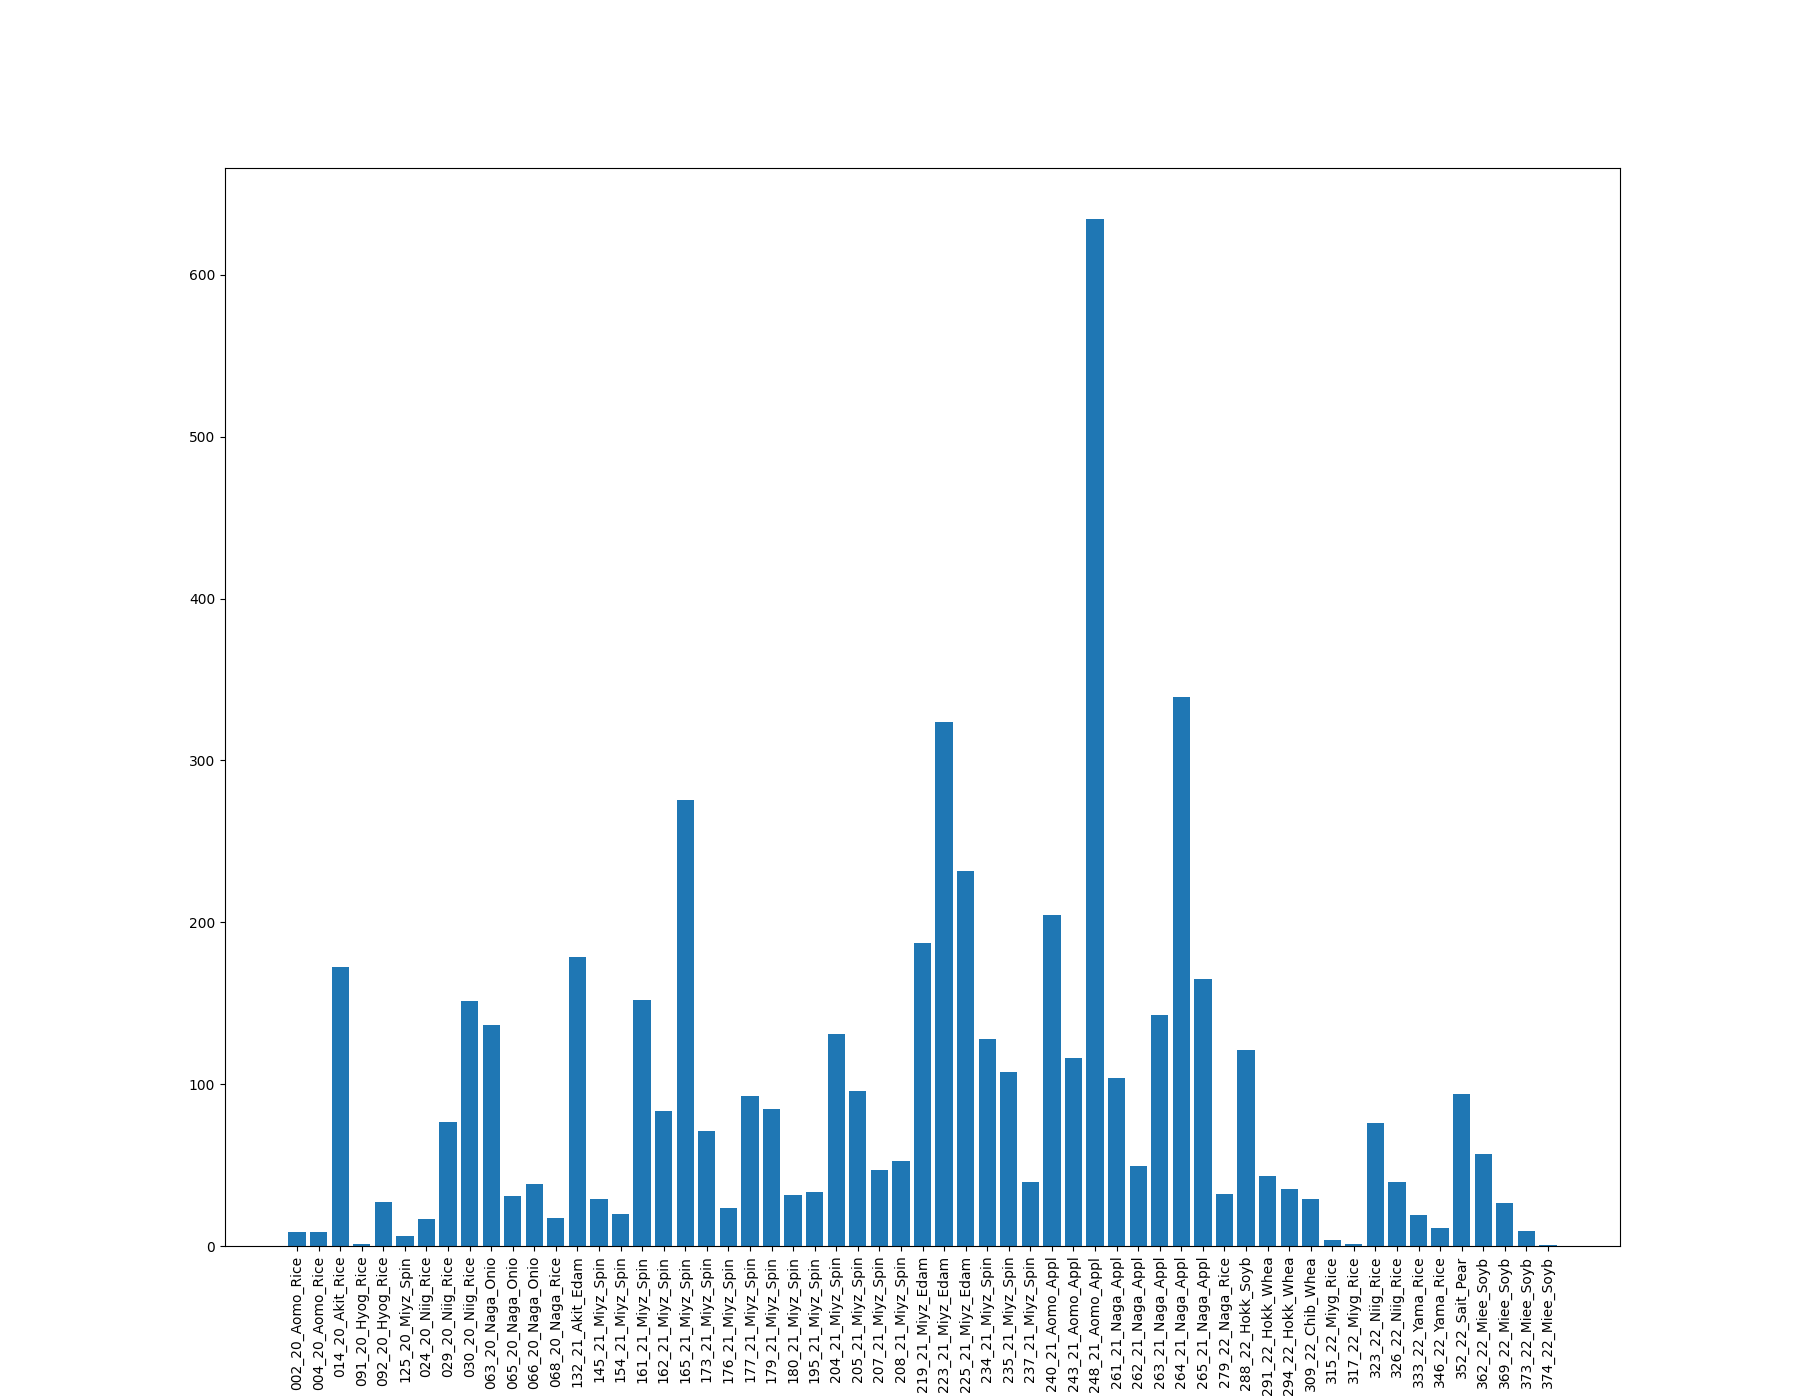 600
500
400
300
200
100
0
002_20_Aomo_Rice
004_20_Aomo_Rice
014_20_Akit_Rice
091_20_Hyog_Rice
092_20_Hyog_Rice
125_20_Miyz_Spin
024_20_Niig_Rice
029_20_Niig_Rice
030_20_Niig_Rice
063_20_Naga_Onio
065_20_Naga_Onio
066_20_Naga_Onio
068_20_Naga_Rice
132_21_Akit_Edam
145_21_Miyz_Spin
154_21_Miyz_Spin
161_21_Miyz_Spin
162_21_Miyz_Spin
165_21_Miyz_Spin
173_21_Miyz_Spin
176_21_Miyz_Spin
177_21_Miyz_Spin
179_21_Miyz_Spin
180_21_Miyz_Spin
195_21_Miyz_Spin
204_21_Miyz_Spin
205_21_Miyz_Spin
207_21_Miyz_Spin
208_21_Miyz_Spin
219_21_Miyz_Edam
223_21_Miyz_Edam
225_21_Miyz_Edam
234_21_Miyz_Spin
235_21_Miyz_Spin
237_21_Miyz_Spin
240_21_Aomo_Appl
243_21_Aomo_Appl
248_21_Aomo_Appl
261_21_Naga_Appl
262_21_Naga_Appl
263_21_Naga_Appl
264_21_Naga_Appl
265_21_Naga_Appl
279_22_Naga_Rice
288_22_Hokk_Soyb
291_22_Hokk_Whea
294_22_Hokk_Whea
309_22_Chib_Whea
315_22_Miyg_Rice
317_22_Miyg_Rice
323_22_Niig_Rice
326_22_Niig_Rice
333_22_Yama_Rice
346_22_Yama_Rice
352_22_Sait_Pear
362_22_Miee_Soyb
369_22_Miee_Soyb
373_22_Miee_Soyb
374_22_Miee_Soyb